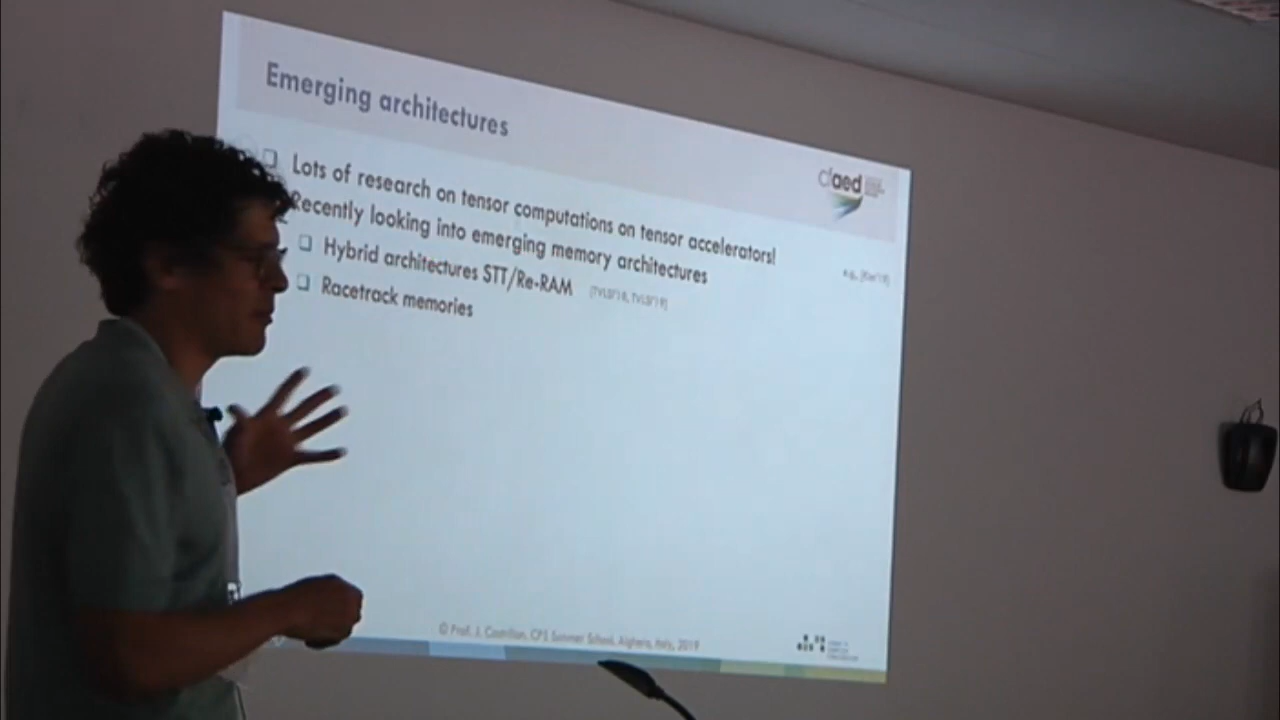 Emerging architectures
cfaed
❑ Lots of research on tensor computations on tensor accelerators!
Recently looking into emerging memory architectures
❑ Hybrid architectures STT/Re-RAM
❑ Racetrack memories
© Prof. J. Castrillon, CPS Summer School, Alghero, Italy, 2019